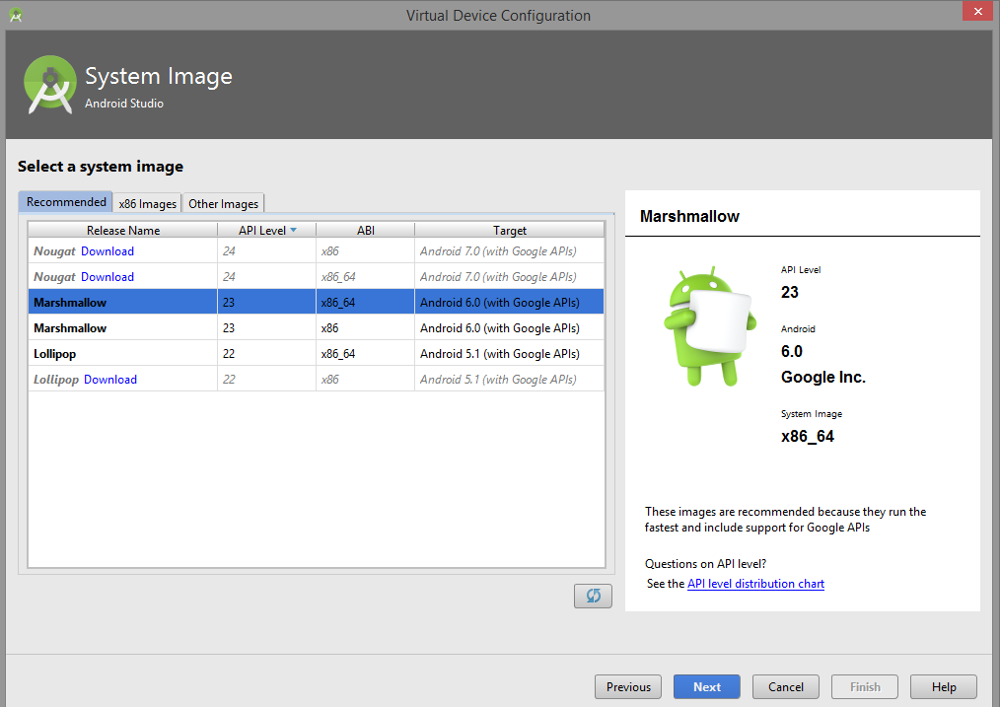 Virtual Device Configuration
System Image
Android Studio
Select a system image
Recommended x86 Images Other Images
Release Name API Level ABI Target
Nougat Download 24 x86 Android 7.0 (with Google APIs)
Nougat Download 24 x86_64 Android 7.0 (with Google APIs)
Marshmallow 23 x86_64 Android 6.0 (with Google APIs)
Marshmallow 23 x86 Android 6.0 (with Google APIs)
Lollipop 22 x86_64 Android 5.1 (with Google APIs)
Lollipop Download 22 x86 Android 5.1 (with Google APIs)
Marshmallow
API Level
23
Android
6.0
Google Inc.
System Image
x86_64
These images are recommended because they run the
fastest and include support for Google APIs
Questions on API level?
See the API level distribution chart
Previous Next Cancel Finish Help